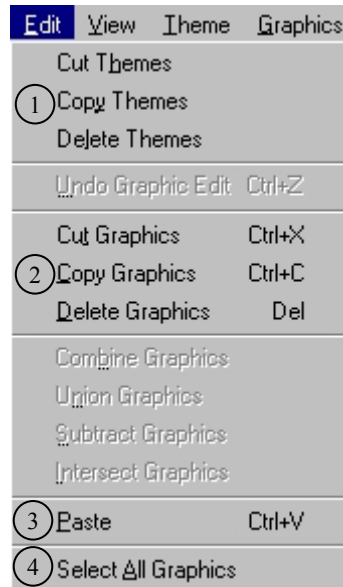 Edit View Theme Graphics
Cut Themes
1 Copy Themes
Delete Themes
Undo Graphic Edit Ctrl+Z
Cut Graphics Ctrl+X
2 Copy Graphics Ctrl+C
Delete Graphics Del
Combine Graphics
Union Graphics
Subtract Graphics
Intersect Graphics
3 Paste Ctrl+V
4 Select All Graphics